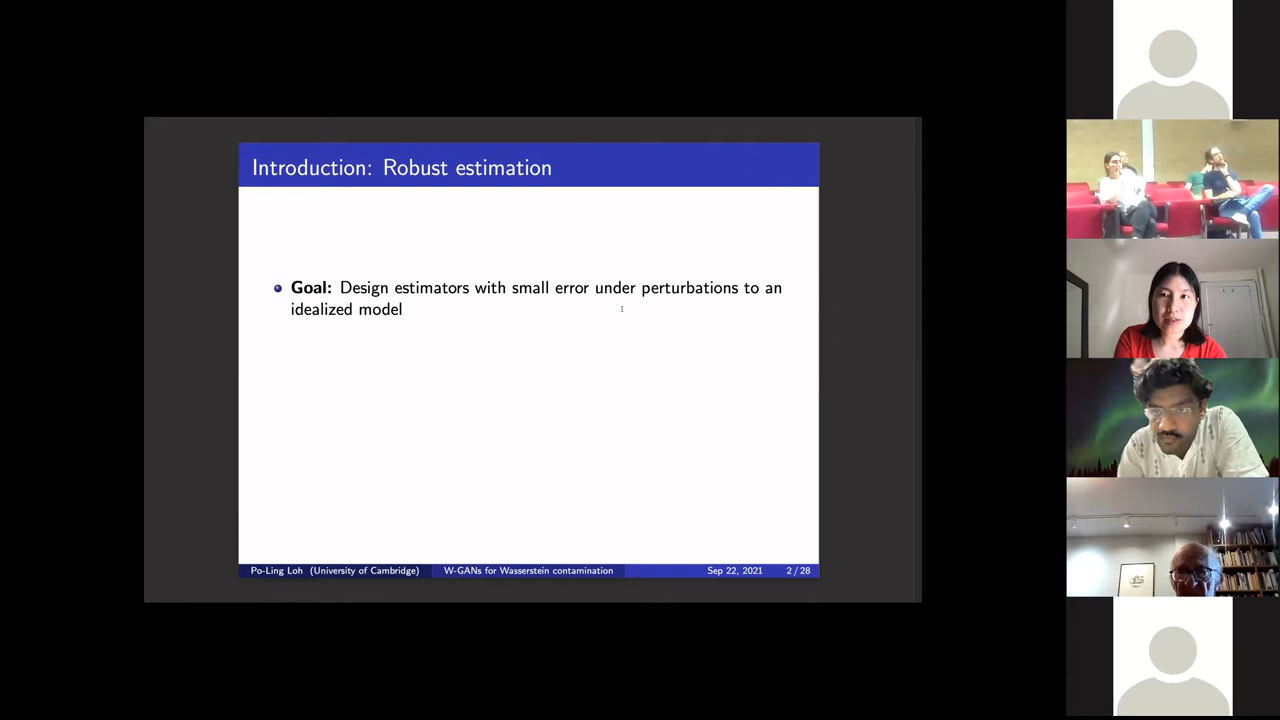 Introduction: Robust estimation
Goal: Design estimators with small error under perturbations to an
idealized model
Po-Ling Loh (University of Cambridge) W-GANs for Wasserstein contamination Sep 22, 2021 2 / 28